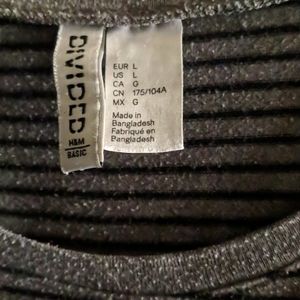 DIVIDED
H&M
BASIC
EUR L
US L
CA G
CN 175/104A
MX G
Made in
Bangladesh
Fabriqué en
Bangladesh